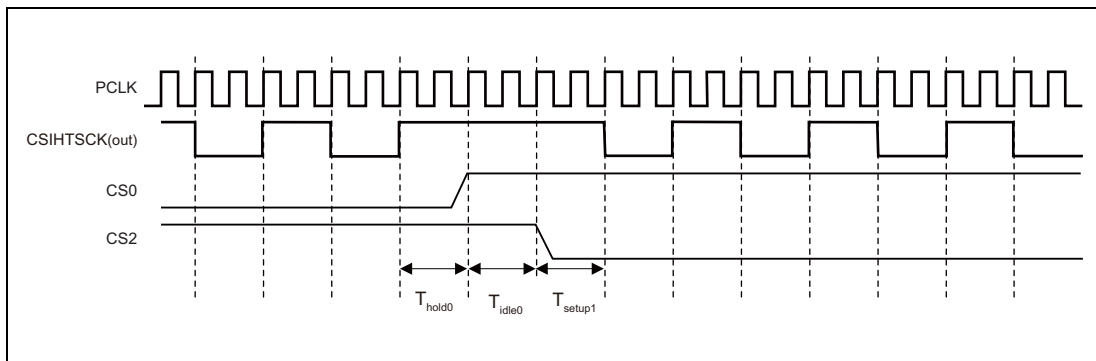 PCLK
CSIHTSCK(out)
CS0
CS2
Thold0
Tidle0
Tsetup1